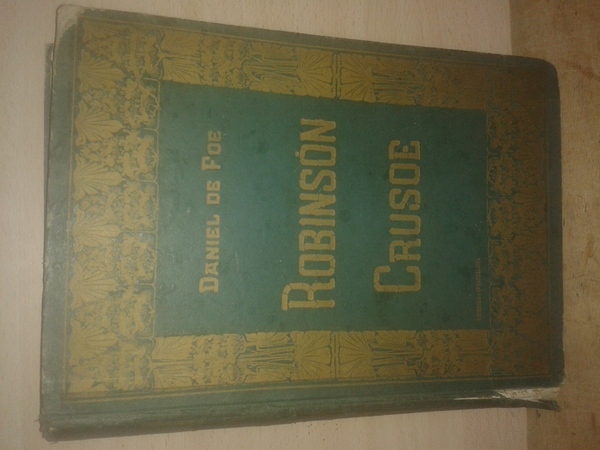 DANIEL DE FOE
ROBINSÓN
CRUSOE